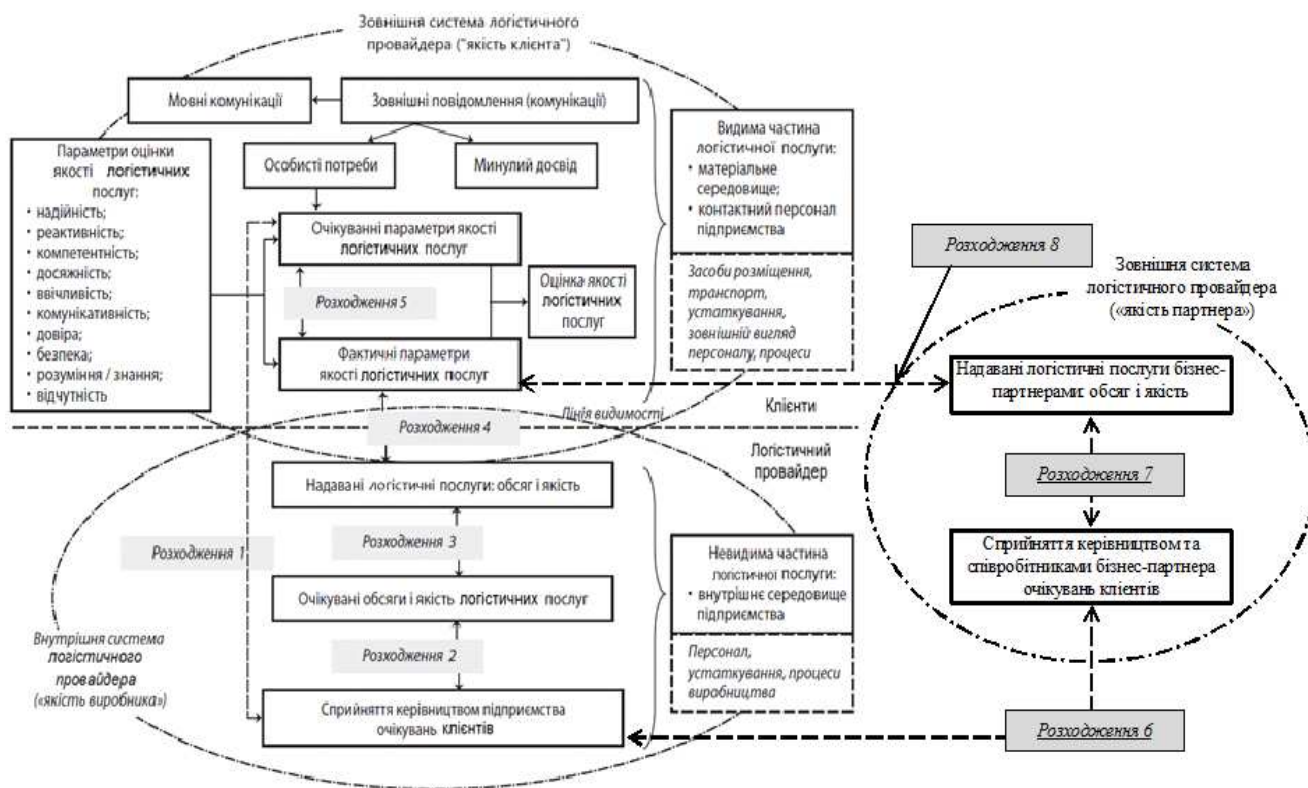 Зовнішня система логістичного
провайдера ("якість клієнта")
Мовні комунікації
Зовнішні повідомлення (комунікації)
Параметри оцінки
якості логістичних
послуг:
• надійність;
• реактивність;
• компетентність;
• досяжність;
• ввічливість;
• комунікативність;
• довіра;
• безпека;
• розуміння / знання;
• відчутність
Особисті потреби
Минулий досвід
Очікуванні параметри якості
логістичних послуг
Розходження 5
Оцінка якості
логістичних
послуг
Фактичні параметри
якості логістичних послуг
Видима частина
логістичної послуги:
• матеріальне
середовище;
• контактний персонал
підприємства
Засоби розміщення,
транспорт,
устаткування,
зовнішній вигляд
персоналу, процеси
Розходження 8
Зовнішня система
логістичного провайдера
(«якість партнера»)
Надавані логістичні послуги бізнес-
партнерами: обсяг і якість
Розходження 7
Сприйняття керівництвом та
співробітниками бізнес-партнера
очікувань клієнтів
Розходження 6
Лінія видимості
Клієнти
Розходження 4
Логістичний
провайдер
Надавані логістичні послуги: обсяг і якість
Розходження 1
Розходження 3
Очікувані обсяги і якість логістичних послуг
Розходження 2
Внутрішня система
логістичного
провайдера
(«якість виробника»)
Сприйняття керівництвом підприємства
очікувань клієнтів
Невидима частина
логістичної послуги:
• внутрішнє середовище
підприємства
Персонал,
устаткування, процеси
виробництва